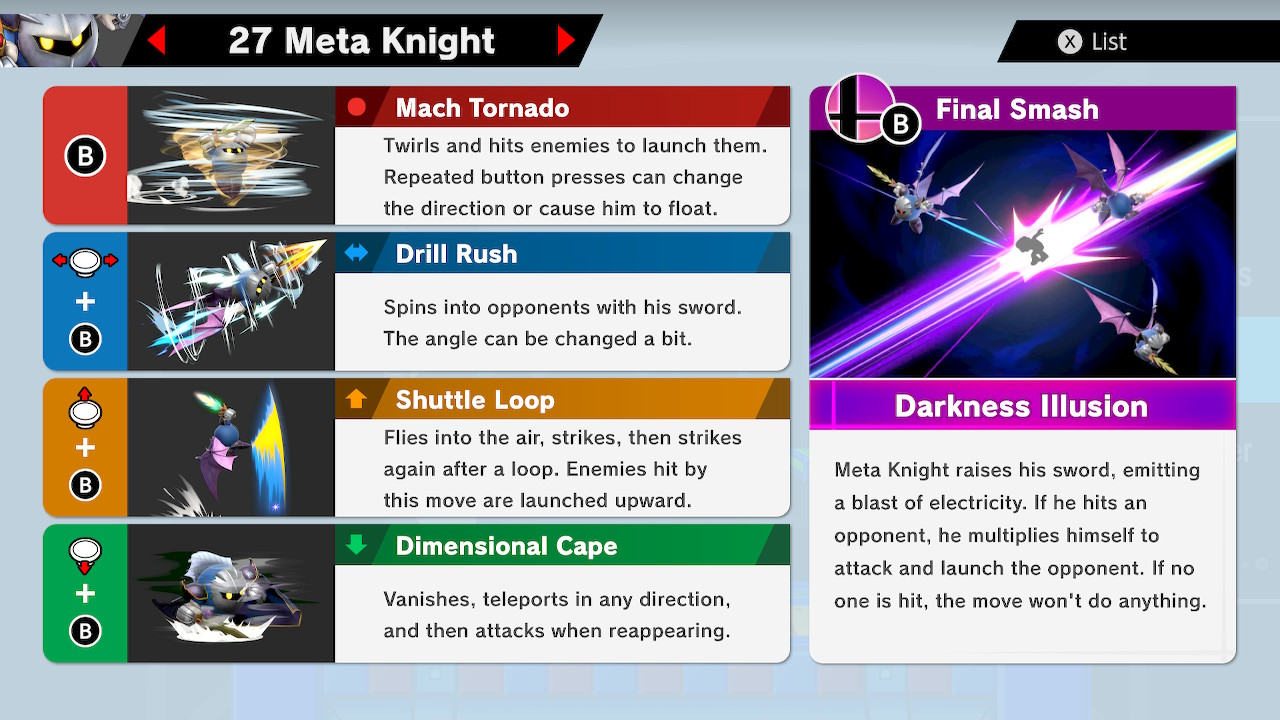 27 Meta Knight
X List
B
Mach Tornado
Twirls and hits enemies to launch them.
Repeated button presses can change
the direction or cause him to float.
+
B
Drill Rush
Spins into opponents with his sword.
The angle can be changed a bit.
+
B
Shuttle Loop
Flies into the air, strikes, then strikes
again after a loop. Enemies hit by
this move are launched upward.
+
B
Dimensional Cape
Vanishes, teleports in any direction,
and then attacks when reappearing.
B
Final Smash
Darkness Illusion
Meta Knight raises his sword, emitting
a blast of electricity. If he hits an
opponent, he multiplies himself to
attack and launch the opponent. If no
one is hit, the move won't do anything.